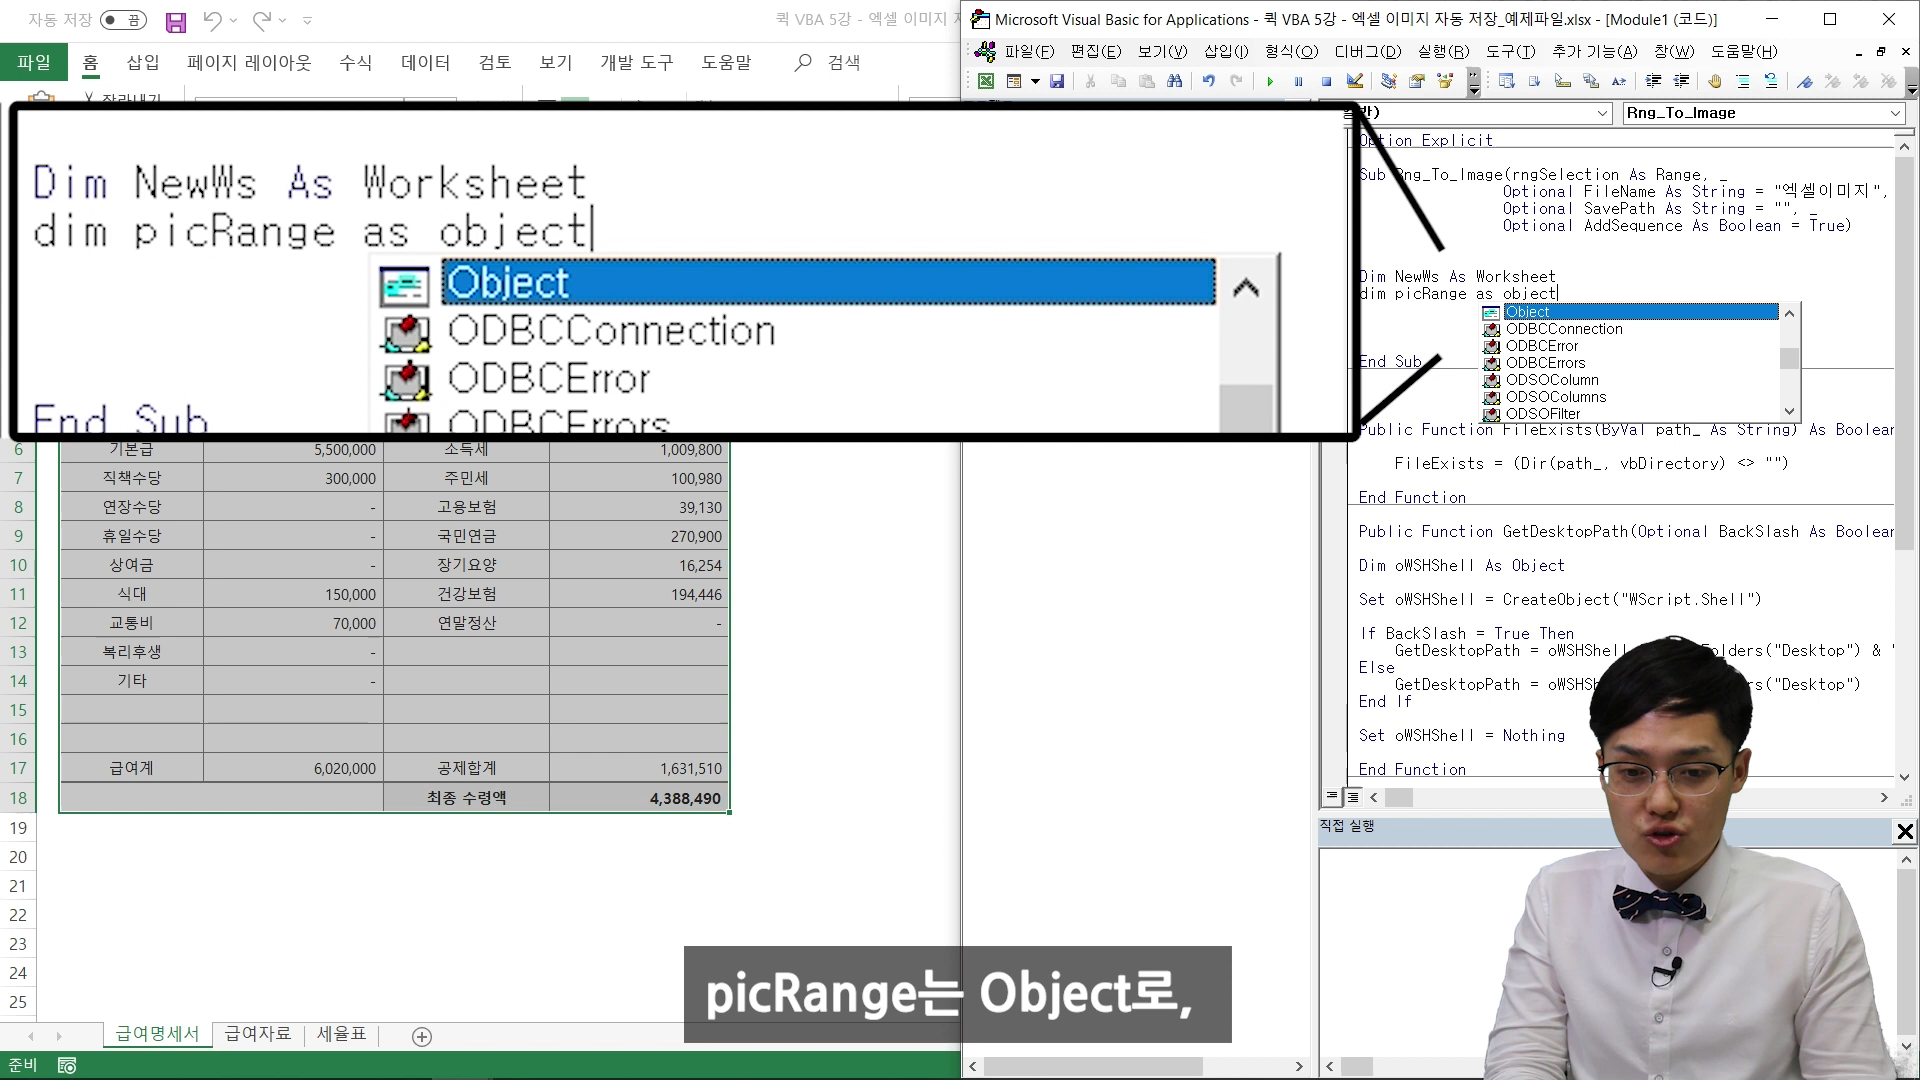 자동 저장 끔
퀵 VBA 5강 - 엑셀 이미지
파일 홈 삽입 페이지 레이아웃 수식 데이터 검토 보기 개발 도구 도움말 검색
잘라내기
Microsoft Visual Basic for Applications - 퀵 VBA 5강 - 엑셀 이미지 자동 저장_예제파일.xlsx - [Module1 (코드)]
파일(F) 편집(E) 보기(V) 삽입(I) 형식(O) 디버그(D) 실행(R) 도구(T) 추가 기능(A) 창(W) 도움말(H)
Rng_To_Image
Dim NewWs As Worksheet
dim picRange as object
Object
ODBCConnection
ODBCError
ODBCErrors
End Sub
Option Explicit
Sub Rng_To_Image(rngSelection As Range, _
Optional FileName As String = "엑셀이미지",
Optional SavePath As String = "", _
Optional AddSequence As Boolean = True)
Dim NewWs As Worksheet
dim picRange as object
Object
ODBCConnection
ODBCError
ODBCErrors
ODSOColumn
ODSOColumns
ODSOFilter
End Sub
Public Function FileExists(ByVal path_ As String) As Boolean
FileExists = (Dir(path_, vbDirectory) <> "")
End Function
Public Function GetDesktopPath(Optional BackSlash As Boolean
Dim oWSHShell As Object
Set oWSHShell = CreateObject("WScript.Shell")
If BackSlash = True Then
GetDesktopPath = oWSHShell olders("Desktop") & "
Else
GetDesktopPath = oWSHSh rs("Desktop")
End If
Set oWSHShell = Nothing
End Function
직접 실행
6 기본급 5,500,000 소득세 1,009,800
7 직책수당 300,000 주민세 100,980
8 연장수당 - 고용보험 39,130
9 휴일수당 - 국민연금 270,900
10 상여금 - 장기요양 16,254
11 식대 150,000 건강보험 194,446
12 교통비 70,000 연말정산 -
13 복리후생 -
14 기타 -
15
16
17 급여계 6,020,000 공제합계 1,631,510
18 최종 수령액 4,388,490
19
20
21
22
23
24
25
picRange는 Object로,
급여명세서 급여자료 세율표
준비